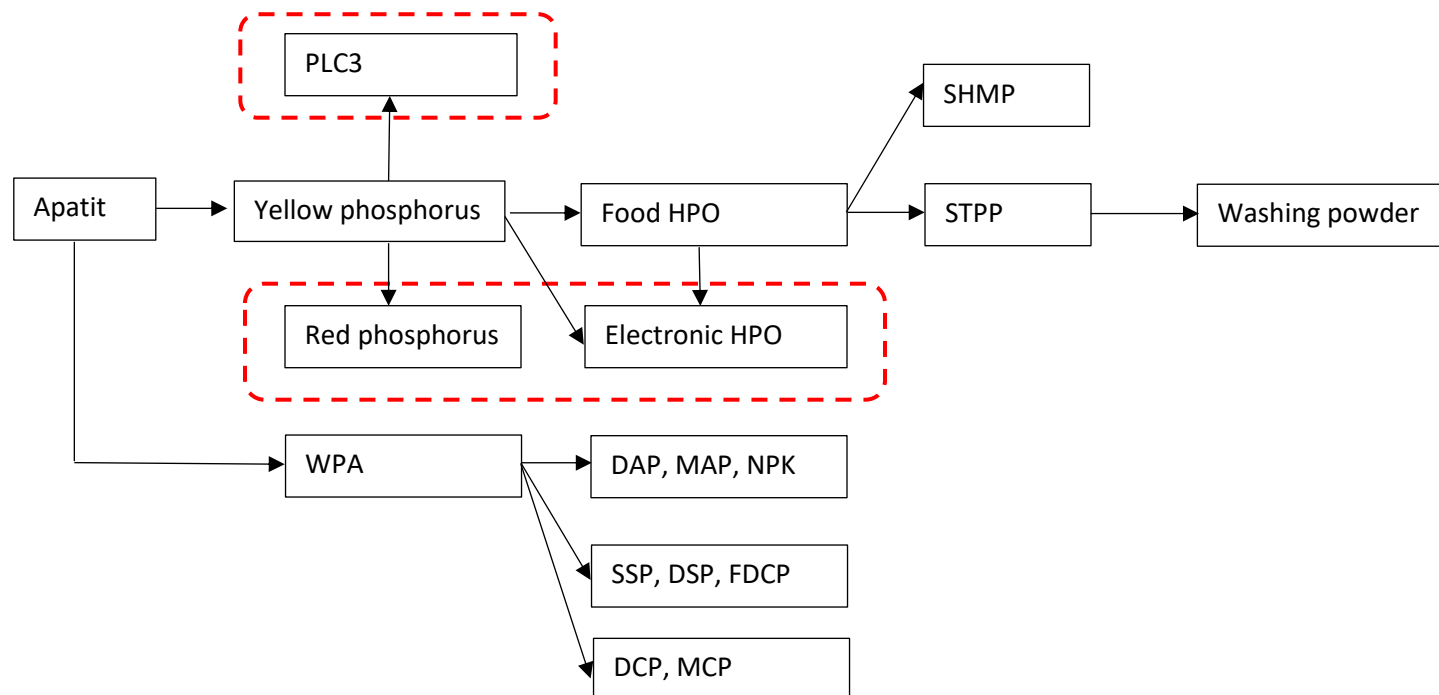 PLC3
SHMP
Apatit
Yellow phosphorus
Food HPO
STPP
Washing powder
Red phosphorus
Electronic HPO
WPA
DAP, MAP, NPK
SSP, DSP, FDCP
DCP, MCP